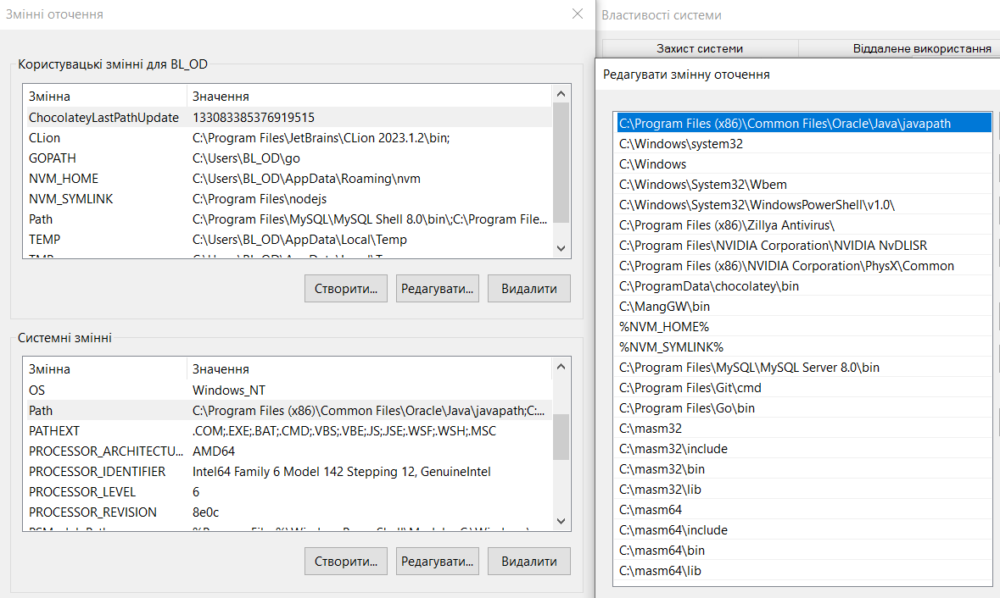 Змінні оточення
Користувацькі змінні для BL_OD
Змінна Значення
ChocolateyLastPathUpdate 133083385376919515
CLion C:\Program Files\JetBrains\CLion 2023.1.2\bin;
GOPATH C:\Users\BL_OD\go
NVM_HOME C:\Users\BL_OD\AppData\Roaming\nvm
NVM_SYMLINK C:\Program Files\nodejs
Path C:\Program Files\MySQL\MySQL Shell 8.0\bin\;C:\Program File...
TEMP C:\Users\BL_OD\AppData\Local\Temp
Створити... Редагувати... Видалити
Системні змінні
Змінна Значення
OS Windows_NT
Path C:\Program Files (x86)\Common Files\Oracle\Java\javapath;C:...
PATHEXT .COM;.EXE;.BAT;.CMD;.VBS;.VBE;.JS;.JSE;.WSF;.WSH;.MSC
PROCESSOR_ARCHITECTU... AMD64
PROCESSOR_IDENTIFIER Intel64 Family 6 Model 142 Stepping 12, GenuineIntel
PROCESSOR_LEVEL 6
PROCESSOR_REVISION 8e0c
Створити... Редагувати... Видалити
Властивості системи
Захист системи Віддалене використання
Редагувати змінну оточення
C:\Program Files (x86)\Common Files\Oracle\Java\javapath
C:\Windows\system32
C:\Windows
C:\Windows\System32\Wbem
C:\Windows\System32\WindowsPowerShell\v1.0\
C:\Program Files (x86)\Zillya Antivirus\
C:\Program Files\NVIDIA Corporation\NVIDIA NvDLISR
C:\Program Files (x86)\NVIDIA Corporation\PhysX\Common
C:\ProgramData\chocolatey\bin
C:\MangGW\bin
%NVM_HOME%
%NVM_SYMLINK%
C:\Program Files\MySQL\MySQL Server 8.0\bin
C:\Program Files\Git\cmd
C:\Program Files\Go\bin
C:\masm32
C:\masm32\include
C:\masm32\bin
C:\masm32\lib
C:\masm64
C:\masm64\include
C:\masm64\bin
C:\masm64\lib